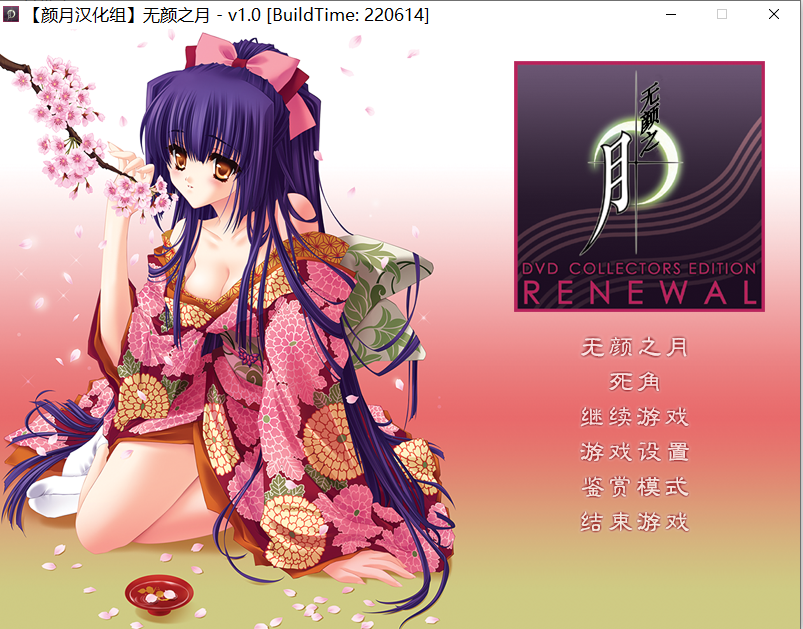 【颜月汉化组】无颜之月 - v1.0 [BuildTime: 220614]
无颜之
月
DVD COLLECTORS EDITION
RENEWAL
无颜之月
死角
继续游戏
游戏设置
鉴赏模式
结束游戏